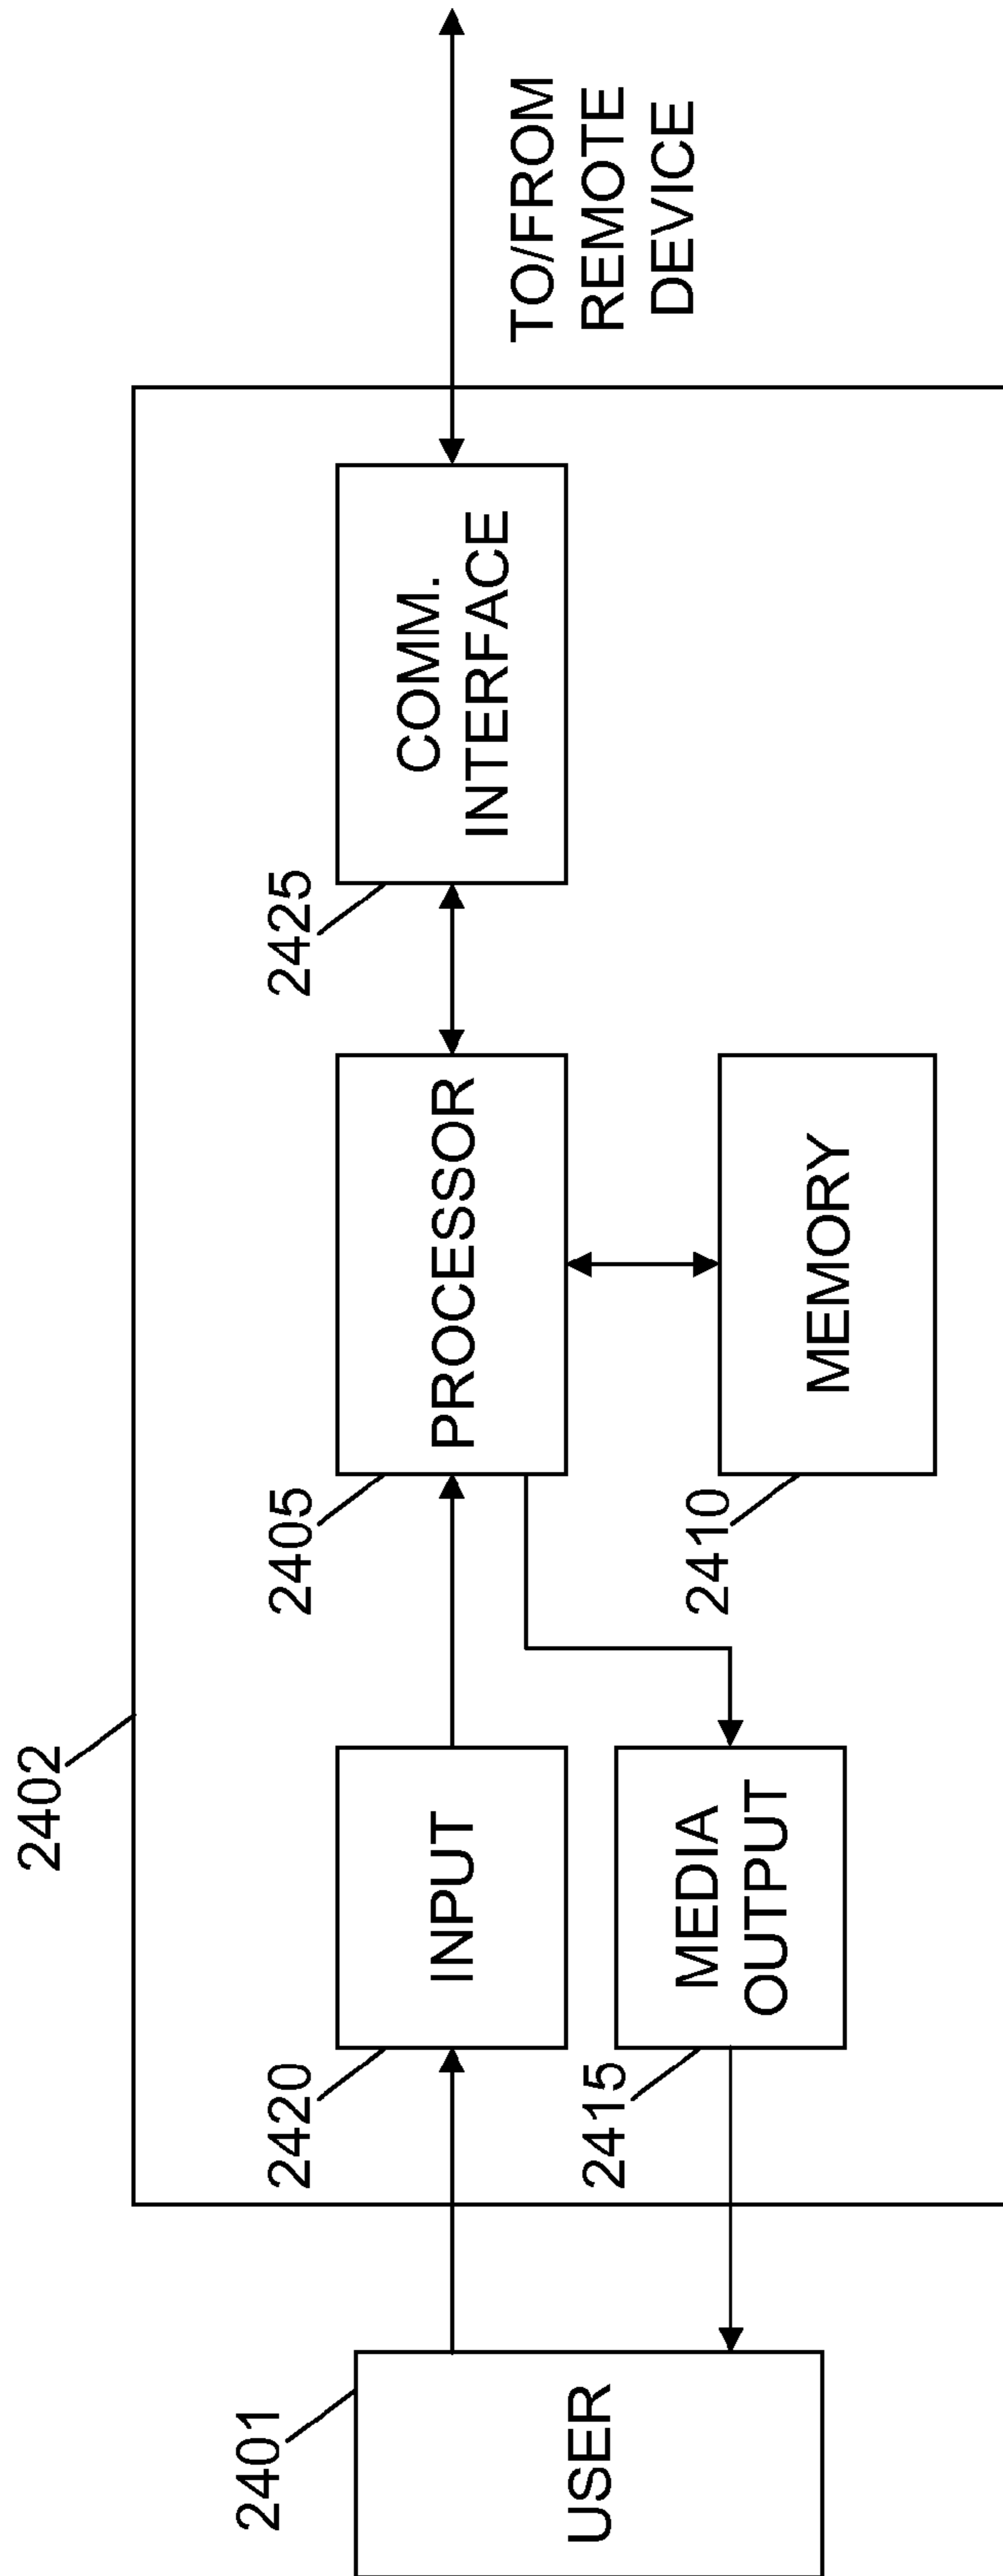 2402
2420
INPUT
2405
PROCESSOR
2425
COMM.
INTERFACE
TO/FROM
REMOTE
DEVICE
2401
USER
2415
MEDIA
OUTPUT
2410
MEMORY